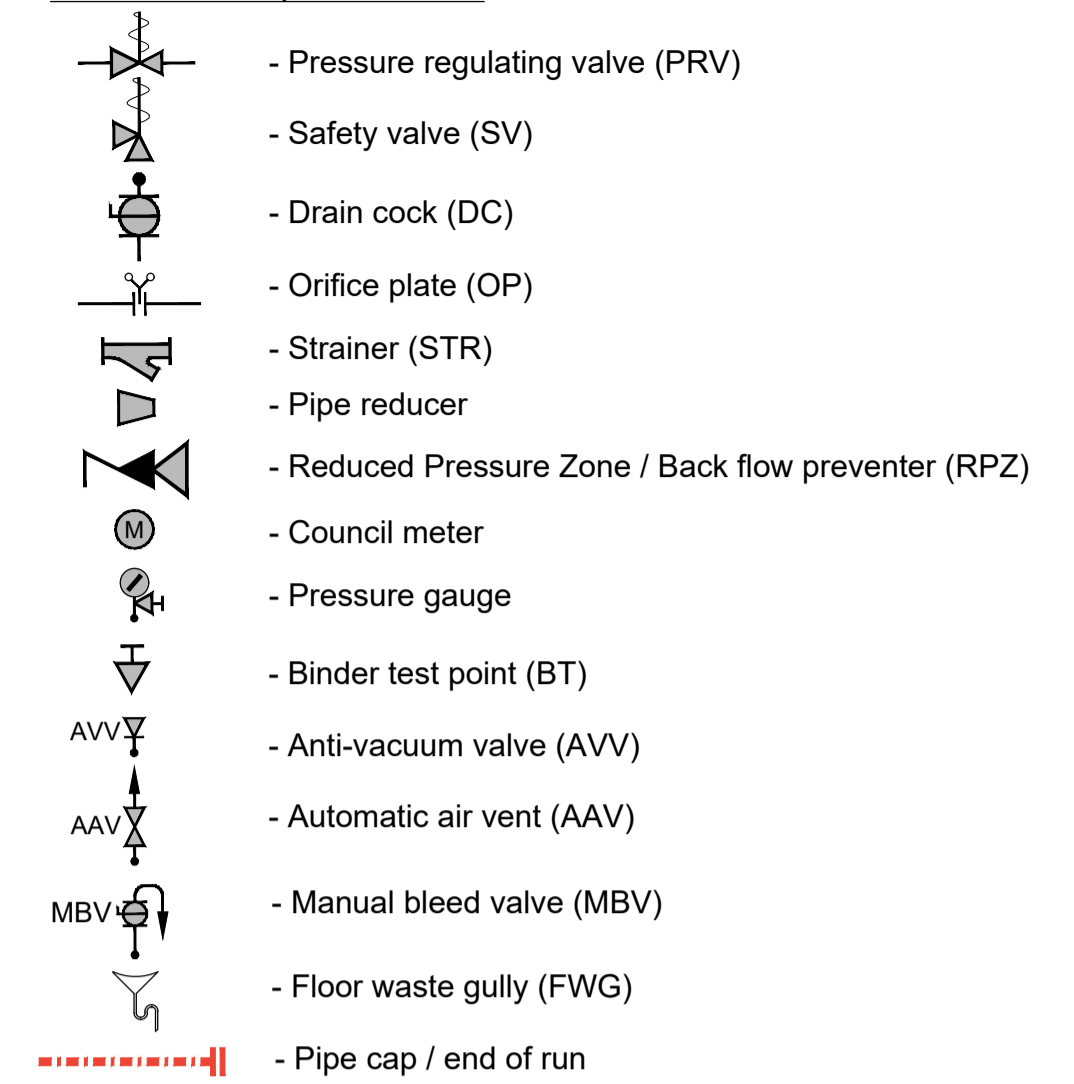 - Pressure regulating valve (PRV)
- Safety valve (SV)
- Drain cock (DC)
- Orifice plate (OP)
- Strainer (STR)
- Pipe reducer
- Reduced Pressure Zone / Back flow preventer (RPZ)
M - Council meter
- Pressure gauge
- Binder test point (BT)
AVV - Anti-vacuum valve (AVV)
AAV - Automatic air vent (AAV)
MBV - Manual bleed valve (MBV)
- Floor waste gully (FWG)
- Pipe cap / end of run